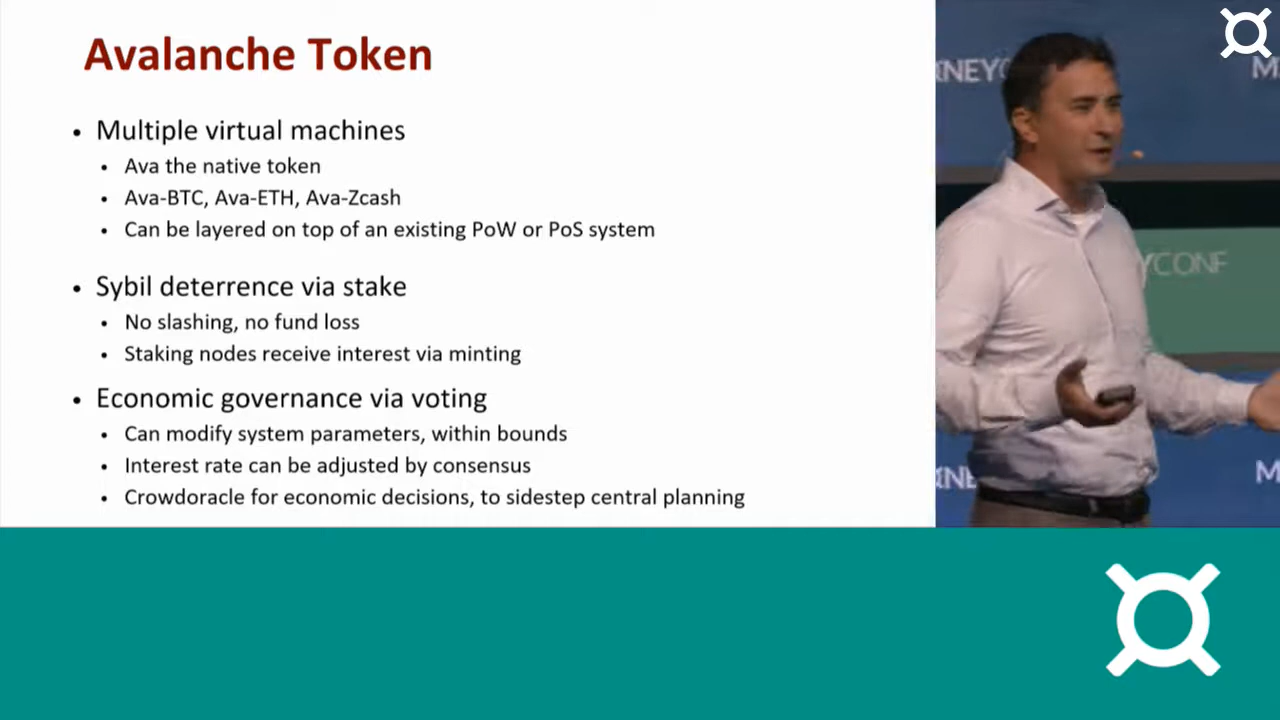 Avalanche Token
• Multiple virtual machines
• Ava the native token
• Ava-BTC, Ava-ETH, Ava-Zcash
• Can be layered on top of an existing PoW or PoS system
• Sybil deterrence via stake
• No slashing, no fund loss
• Staking nodes receive interest via minting
• Economic governance via voting
• Can modify system parameters, within bounds
• Interest rate can be adjusted by consensus
• Crowdoracle for economic decisions, to sidestep central planning
NEYC
M
YCONF
NE
M